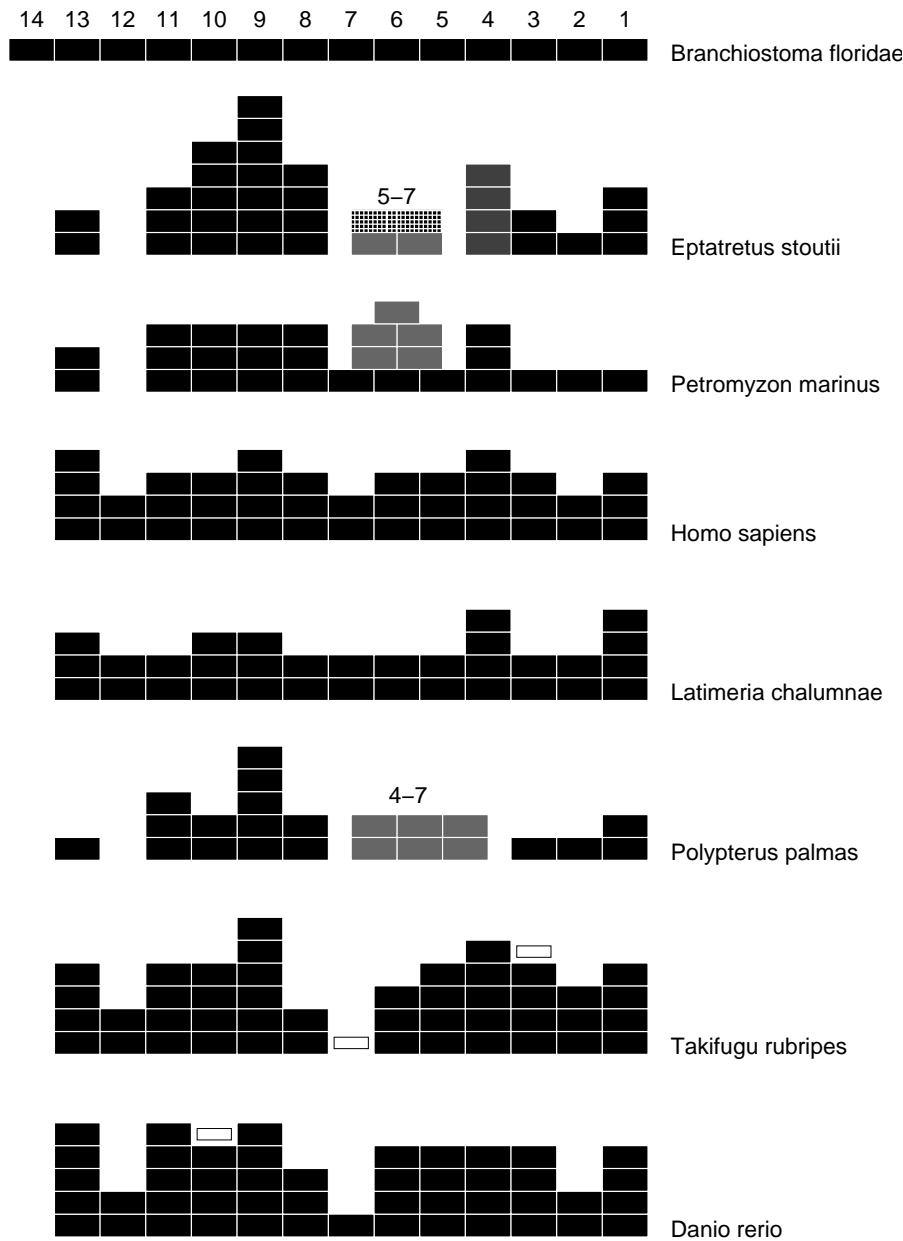 14 13 12 11 10 9 8 7 6 5 4 3 2 1
Branchiostoma floridae
5–7
Eptatretus stoutii
Petromyzon marinus
Homo sapiens
Latimeria chalumnae
4–7
Polypterus palmas
Takifugu rubripes
Danio rerio